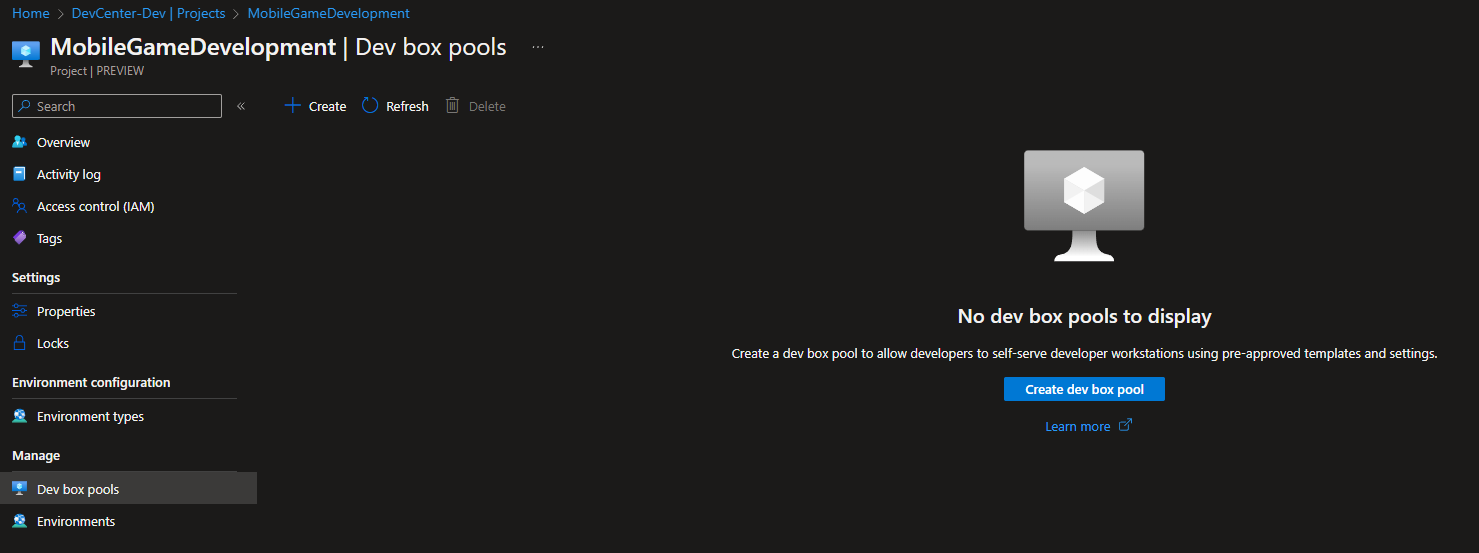 Home > DevCenter-Dev | Projects > MobileGameDevelopment
MobileGameDevelopment | Dev box pools ...
Project | PREVIEW
Search «
Create Refresh Delete
Overview
Activity log
Access control (IAM)
Tags
Settings
Properties
Locks
Environment configuration
Environment types
Manage
Dev box pools
Environments
No dev box pools to display
Create a dev box pool to allow developers to self-serve developer workstations using pre-approved templates and settings.
Create dev box pool
Learn more